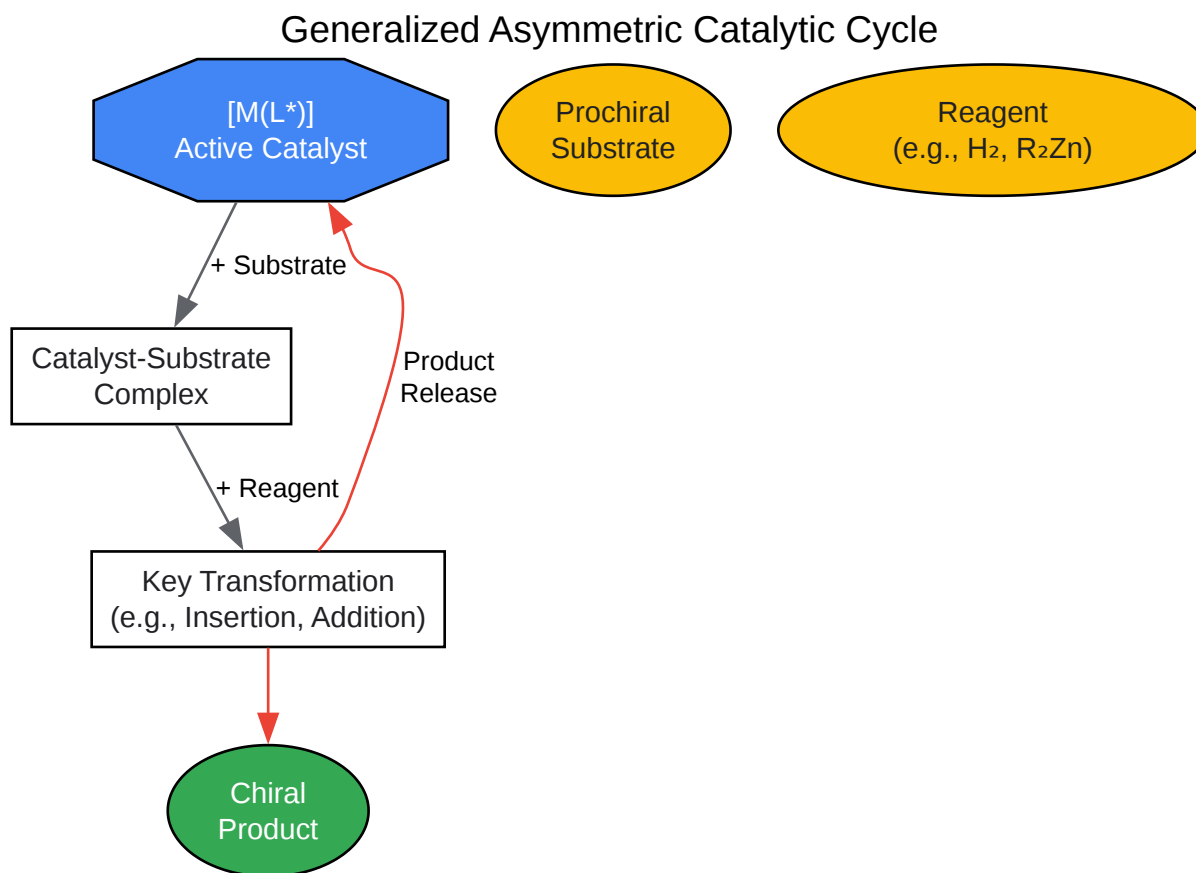 Generalized Asymmetric Catalytic Cycle
[M(L*)]
Active Catalyst
Prochiral
Substrate
Reagent
(e.g., H₂, R₂Zn)
+ Substrate
Catalyst-Substrate
Complex
Product
Release
+ Reagent
Key Transformation
(e.g., Insertion, Addition)
Chiral
Product